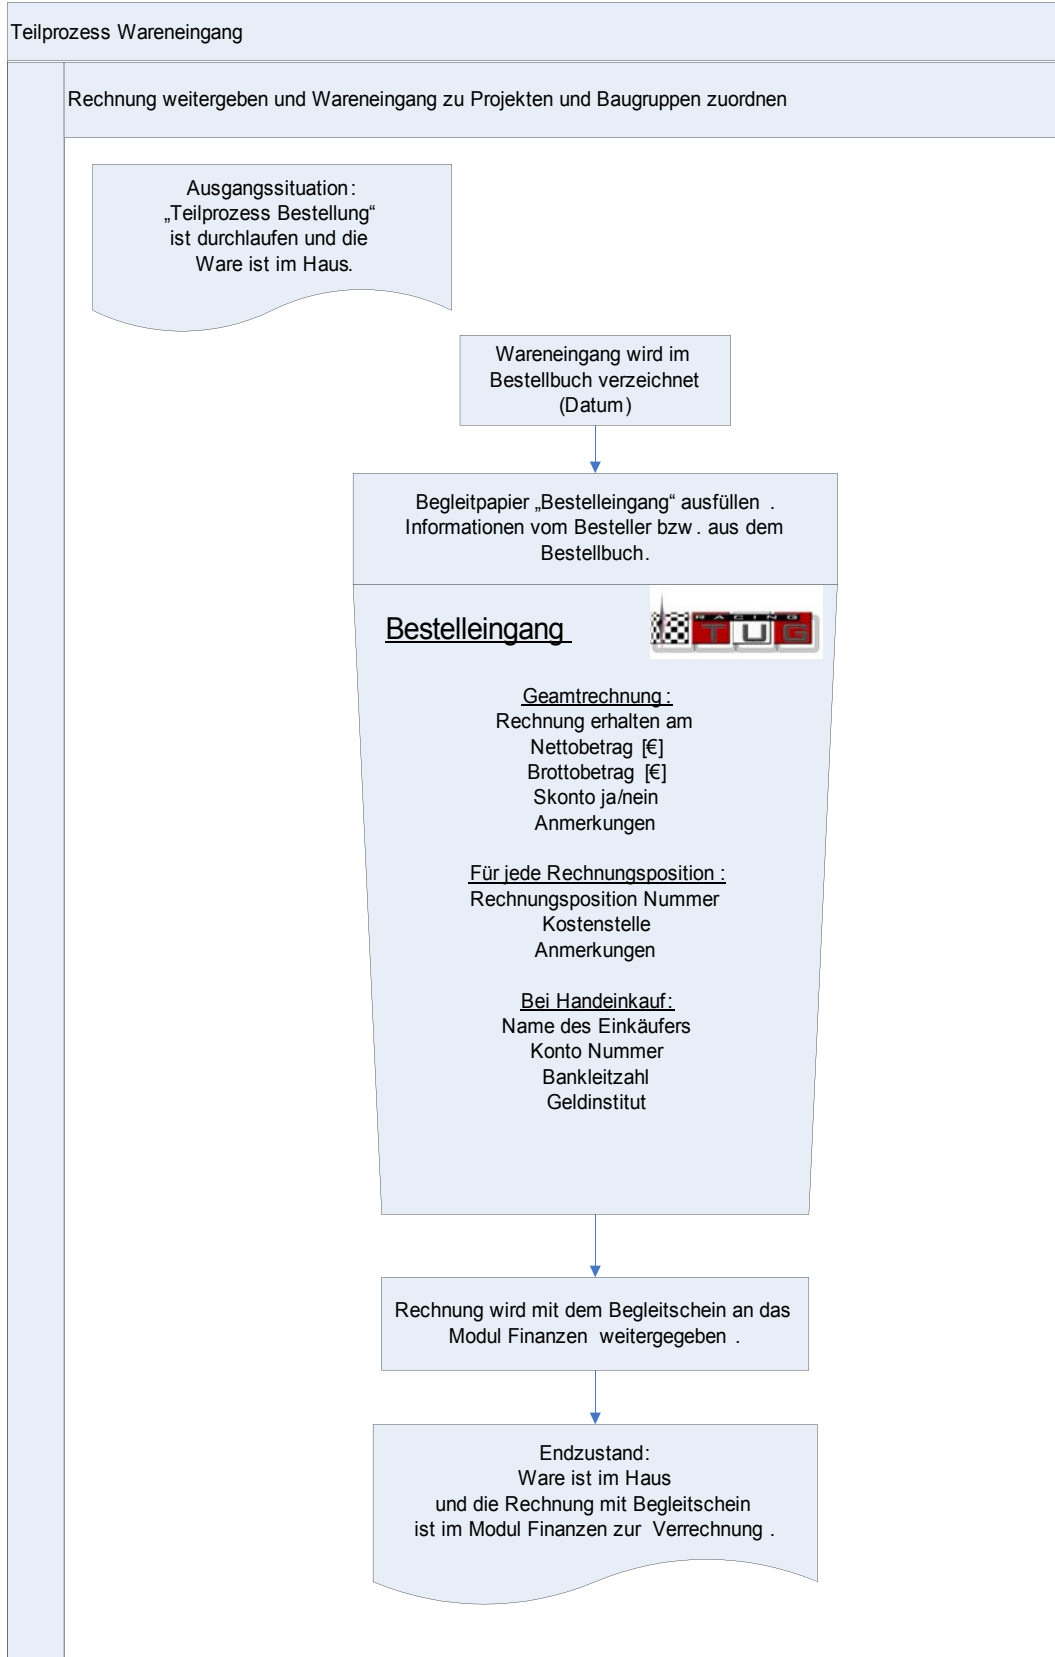 Teilprozess Wareneingang
Rechnung weitergeben und Wareneingang zu Projekten und Baugruppen zuordnen
Ausgangssituation:
„Teilprozess Bestellung“
ist durchlaufen und die
Ware ist im Haus.
Wareneingang wird im
Bestellbuch verzeichnet
(Datum)
Begleitpapier „Bestelleingang“ ausfüllen .
Informationen vom Besteller bzw. aus dem
Bestellbuch.
Bestelleingang
RACING
TUG
Geamtrechnung:
Rechnung erhalten am
Nettobetrag [€]
Brottobetrag [€]
Skonto ja/nein
Anmerkungen
Für jede Rechnungsposition :
Rechnungsposition Nummer
Kostenstelle
Anmerkungen
Bei Handeinkauf:
Name des Einkäufers
Konto Nummer
Bankleitzahl
Geldinstitut
Rechnung wird mit dem Begleitschein an das
Modul Finanzen weitergegeben .
Endzustand:
Ware ist im Haus
und die Rechnung mit Begleitschein
ist im Modul Finanzen zur Verrechnung .